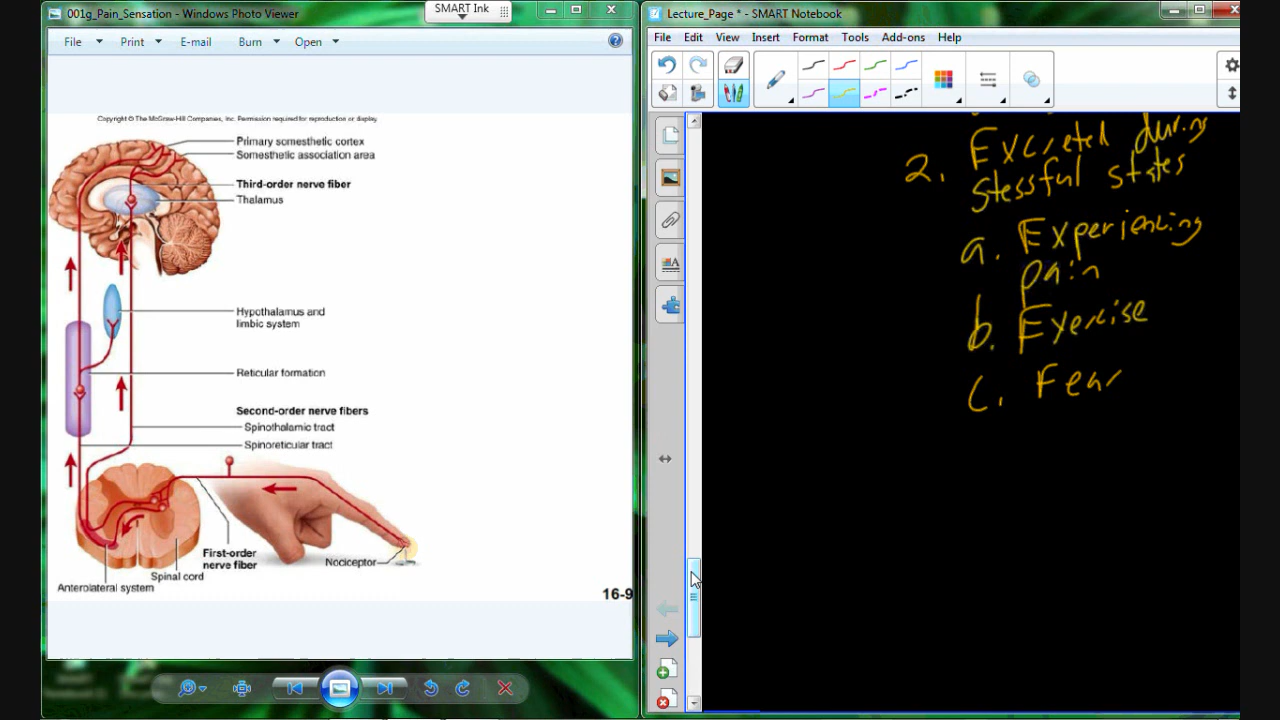 001g_Pain_Sensation - Windows Photo Viewer
SMART Ink
File Print E-mail Burn Open
Copyright © The McGraw-Hill Companies, Inc. Permission required for reproduction or display.
Primary somesthetic cortex
Somesthetic association area
Third-order nerve fiber
Thalamus
Hypothalamus and
limbic system
Reticular formation
Second-order nerve fibers
Spinothalamic tract
Spinoreticular tract
First-order
nerve fiber
Nociceptor
Spinal cord
Anterolateral system
16-9
Lecture_Page * - SMART Notebook
File Edit View Insert Format Tools Add-ons Help
2. Excreted during
stessful states
a. Experiencing
pain
b. Exercise
c. Fear